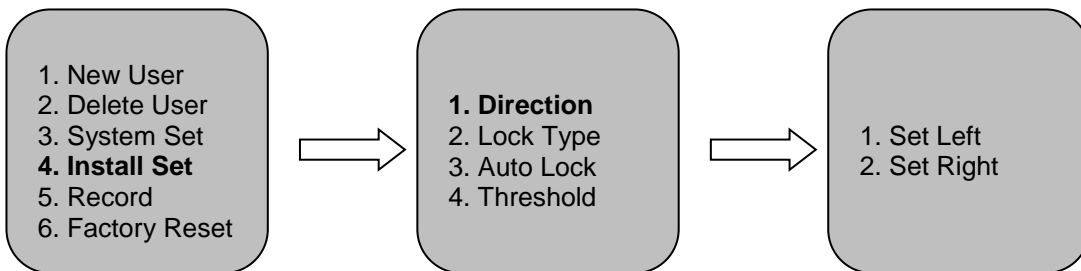 1. New User
2. Delete User
3. System Set
4. Install Set
5. Record
6. Factory Reset
1. Direction
2. Lock Type
3. Auto Lock
4. Threshold
1. Set Left
2. Set Right